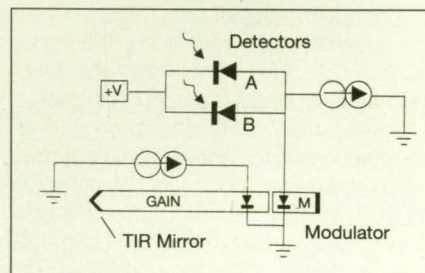 Detectors
A
+V
B
GAIN
M
TIR Mirror
Modulator